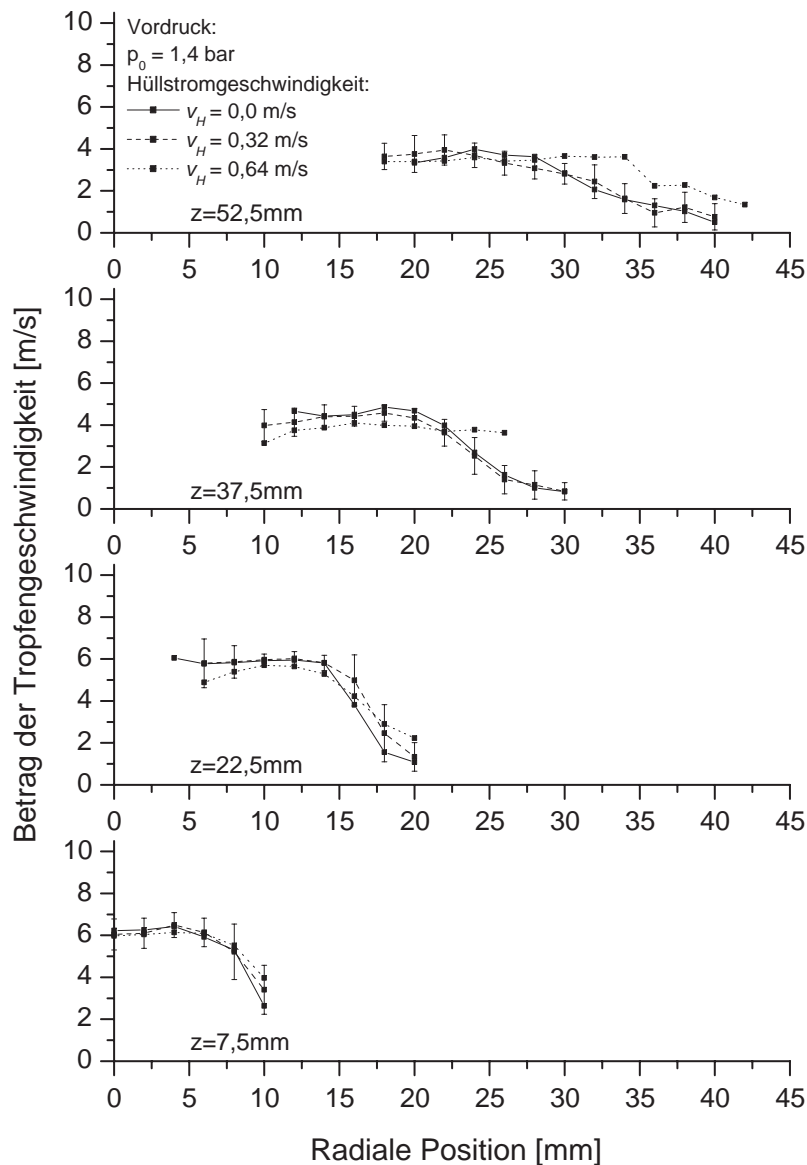 Vordruck:
p₀ = 1,4 bar
Hüllstromgeschwindigkeit:
v_H = 0,0 m/s
v_H = 0,32 m/s
v_H = 0,64 m/s
z=52,5mm
10
8
6
4
2
0
0 5 10 15 20 25 30 35 40 45
z=37,5mm
10
8
6
4
2
0
0 5 10 15 20 25 30 35 40 45
z=22,5mm
10
8
6
4
2
0
0 5 10 15 20 25 30 35 40 45
z=7,5mm
10
8
6
4
2
0
0 5 10 15 20 25 30 35 40 45
Betrag der Tropfengeschwindigkeit [m/s]
Radiale Position [mm]